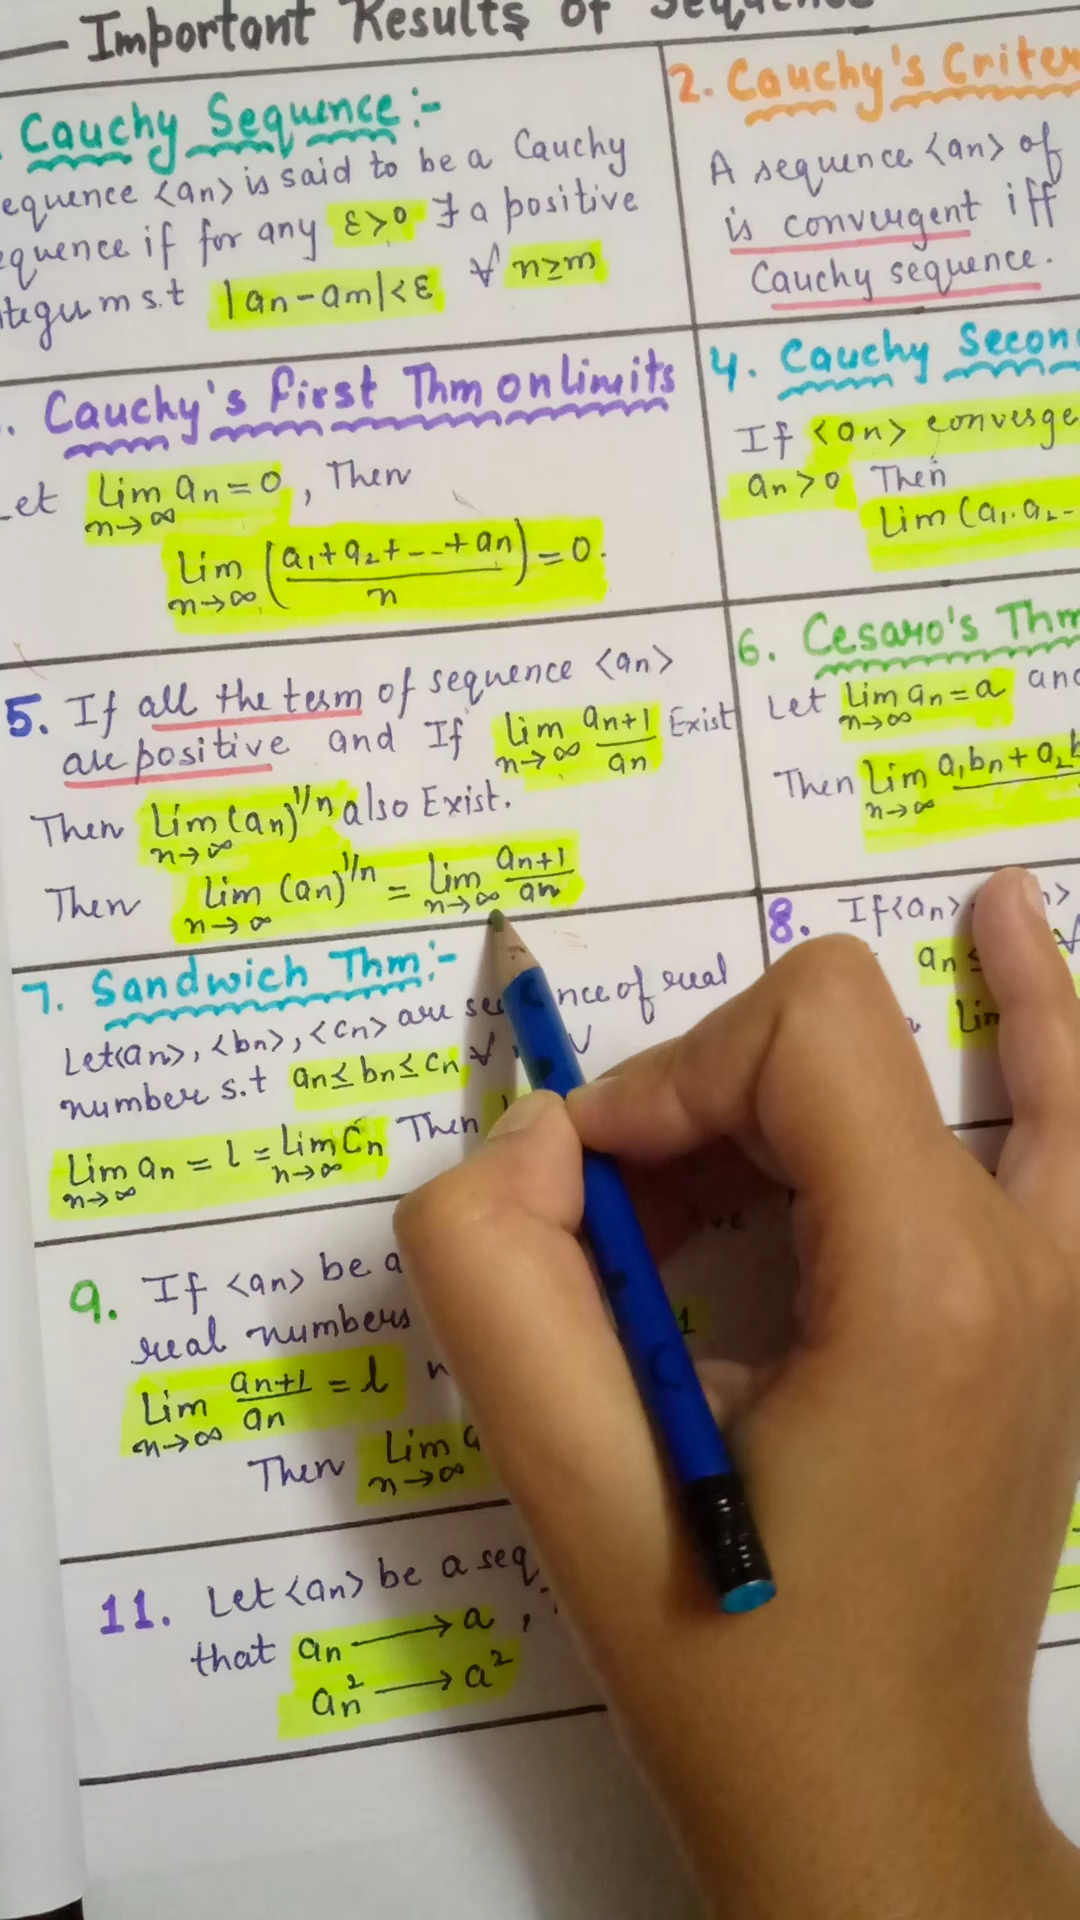 Important Results of Sequence
Cauchy Sequence:-
sequence <an> is said to be a Cauchy
sequence if for any ε>0 ∃ a positive
integer m s.t |an-am|<ε ∀ n≥m
2. Cauchy's Criter
A sequence <an> of
is convergent iff
Cauchy sequence.
. Cauchy's first Thm on limits
Let lim n→∞ an = 0, Then
lim n→∞ (a1+a2+---+an / n) = 0.
4. Cauchy Secon
If <an> converge
an>0 Then
lim (a1.a2-
5. If all the term of sequence <an>
are positive and If lim n→∞ an+1/an Exist
Then lim n→∞ (an)^1/n also Exist.
Then lim n→∞ (an)^1/n = lim n→∞ an+1/an
6. Cesaro's Thm
Let lim n→∞ an = a and
Then lim n→∞ a1bn+a2b
7. Sandwich Thm:-
Let <an>, <bn>, <cn> are se nce of real
number s.t an≤bn≤cn ∀
lim n→∞ an = l = lim n→∞ Cn Then
8. If <an>
an≤
lim
9. If <an> be a
real numbers
lim n→∞ an+1/an = l
Then lim n→∞
11. Let <an> be a seq
that an → a,
an² → a²